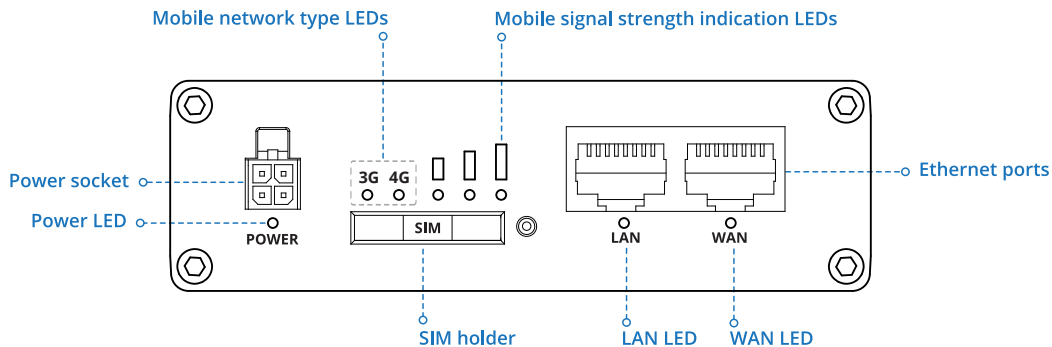 Mobile network type LEDs
Mobile signal strength indication LEDs
3G 4G
Power socket
Ethernet ports
Power LED
SIM
POWER
LAN
WAN
SIM holder
LAN LED
WAN LED